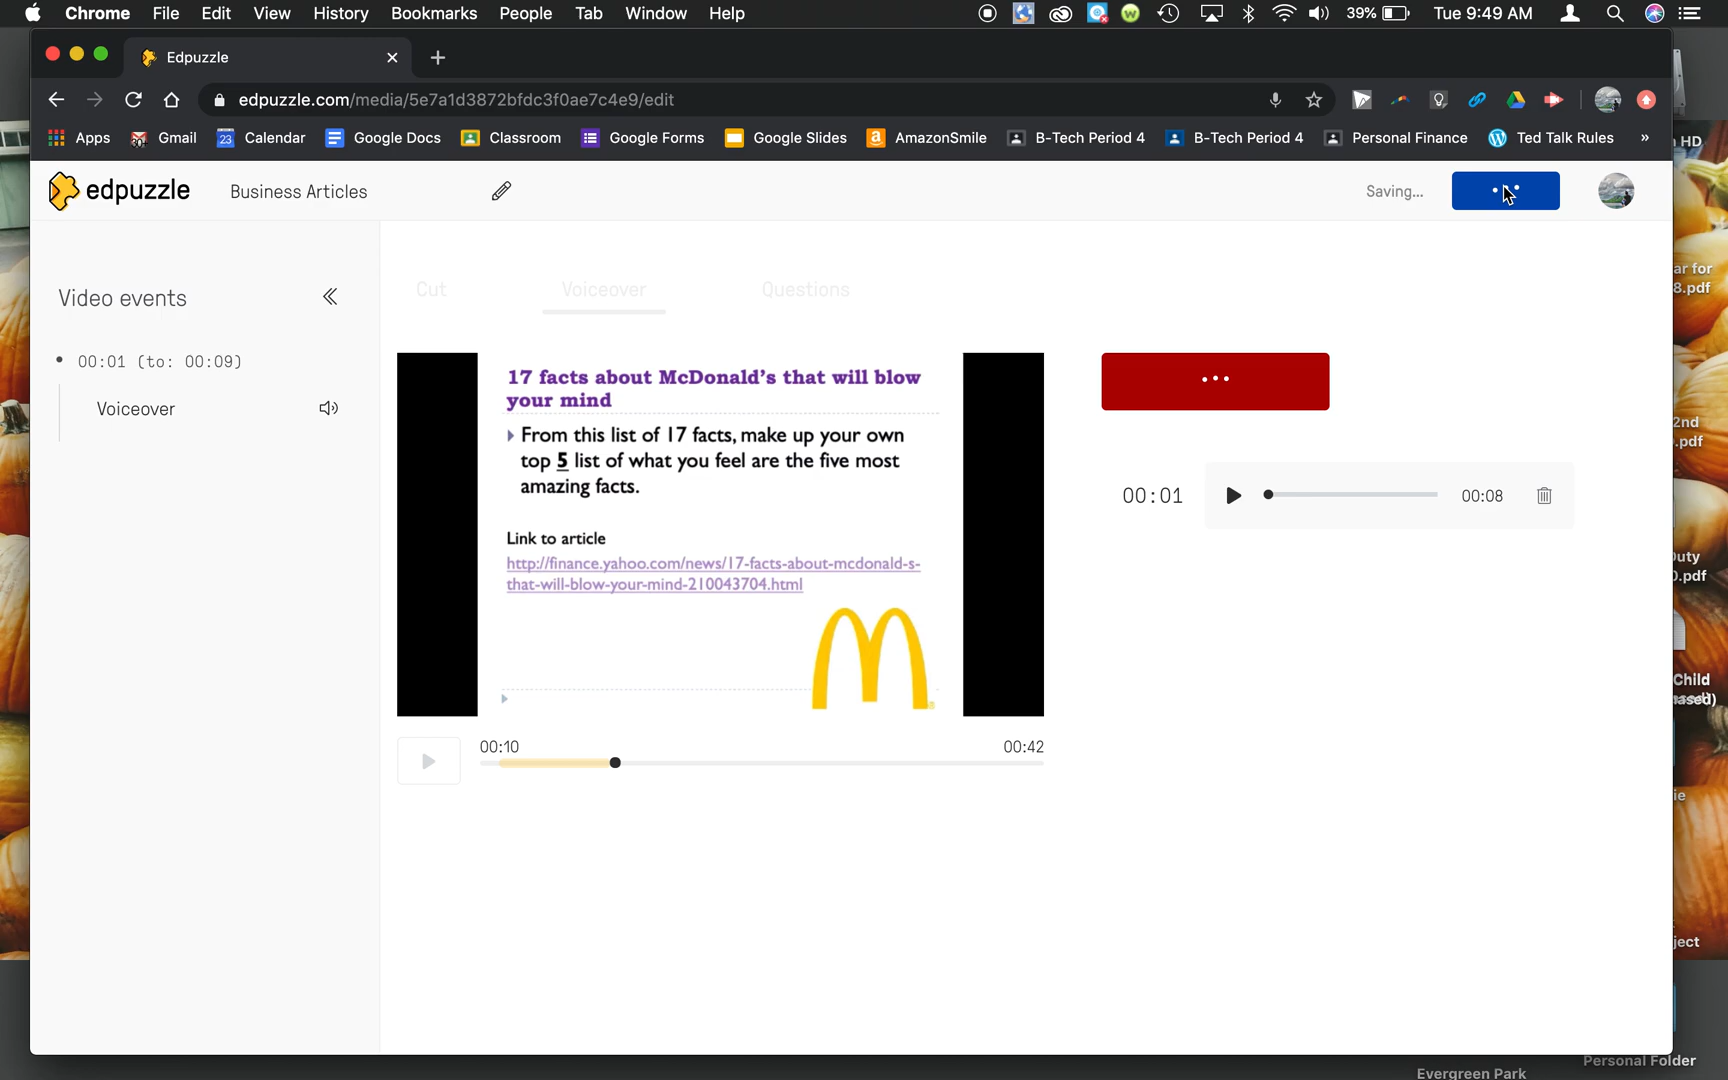 Chrome File Edit View History Bookmarks People Tab Window Help 39% Tue 9:49 AM
Edpuzzle
edpuzzle.com/media/5e7a1d3872bfdc3f0ae7c4e9/edit
Apps Gmail Calendar Google Docs Classroom Google Forms Google Slides AmazonSmile B-Tech Period 4 B-Tech Period 4 Personal Finance Ted Talk Rules »
HD
edpuzzle Business Articles Saving...
Video events
Cut Voiceover Questions
00:01 (to: 00:09)
Voiceover
17 facts about McDonald's that will blow
your mind
From this list of 17 facts, make up your own
top 5 list of what you feel are the five most
amazing facts.
Link to article
http://finance.yahoo.com/news/17-facts-about-mcdonald-s-
that-will-blow-your-mind-210043704.html
00:10 00:42
00:01 00:08
ar for
8.pdf
2nd
.pdf
Duty
0.pdf
Child
ased)
ie
ject
Personal Folder
Evergreen Park